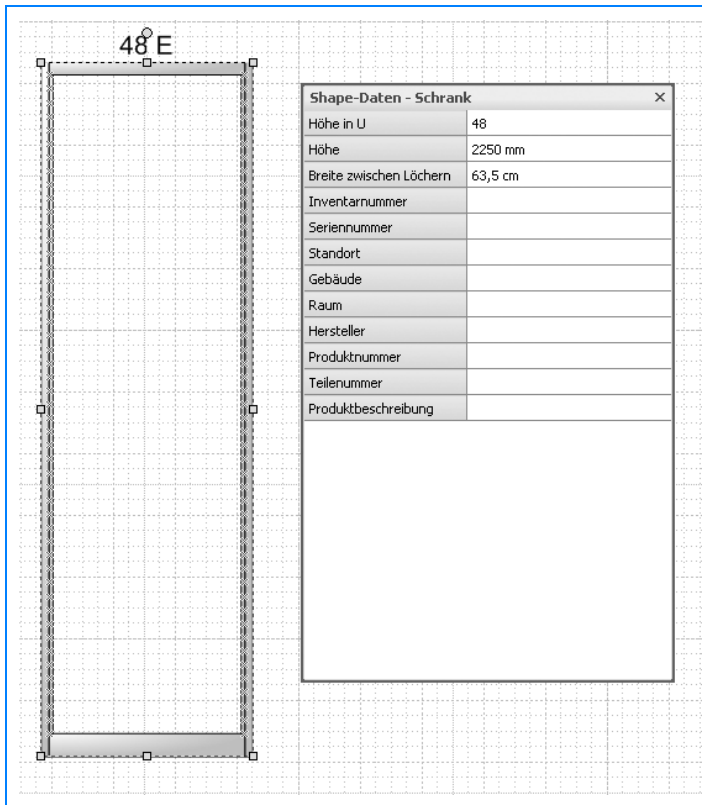 48 E
Shape-Daten - Schrank ×
Höhe in U 48
Höhe 2250 mm
Breite zwischen Löchern 63,5 cm
Inventarnummer
Seriennummer
Standort
Gebäude
Raum
Hersteller
Produktnummer
Teilenummer
Produktbeschreibung